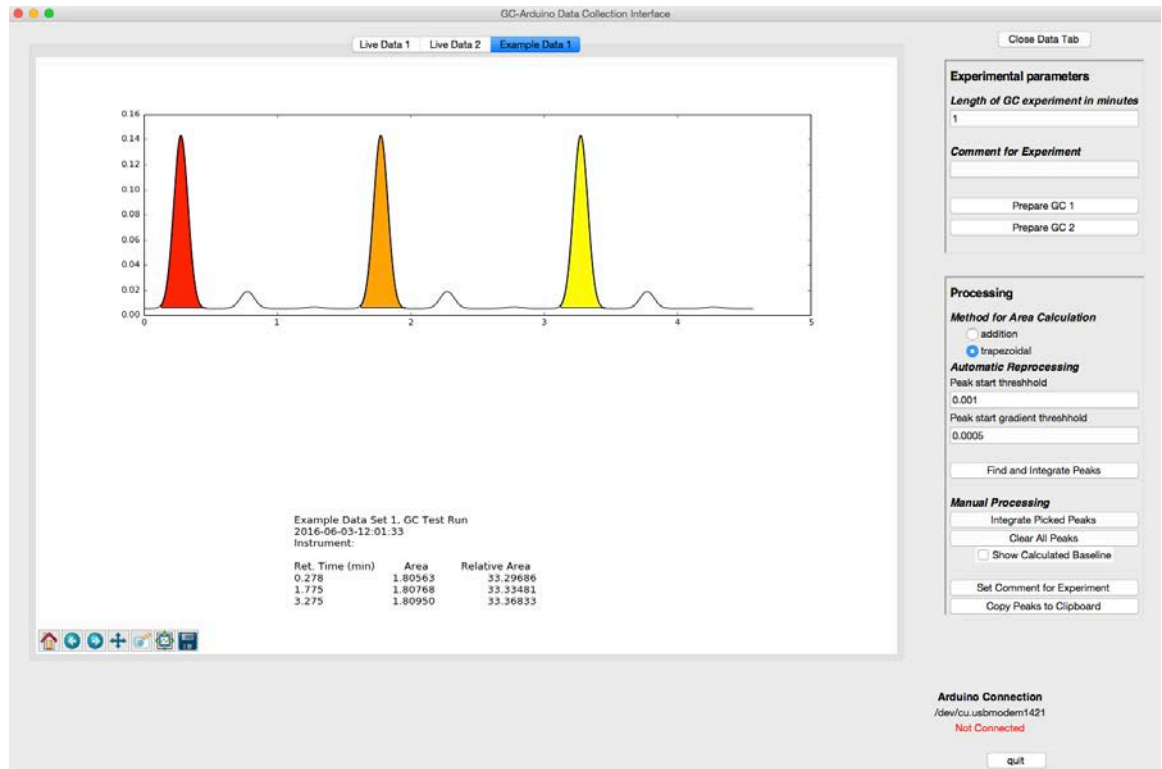 GC-Arduino Data Collection Interface
Live Data 1 Live Data 2 Example Data 1
0.16
0.14
0.12
0.10
0.08
0.06
0.04
0.02
0.00
0 1 2 3 4 5
Example Data Set 1, GC Test Run
2016-06-03-12:01:33
Instrument:
Ret. Time (min) Area Relative Area
0.278 1.80563 33.29686
1.775 1.80768 33.33481
3.275 1.80950 33.36833
Close Data Tab
Experimental parameters
Length of GC experiment in minutes
1
Comment for Experiment
Prepare GC 1
Prepare GC 2
Processing
Method for Area Calculation
addition
trapezoidal
Automatic Reprocessing
Peak start threshhold
0.001
Peak start gradient threshhold
0.0005
Find and Integrate Peaks
Manual Processing
Integrate Picked Peaks
Clear All Peaks
Show Calculated Baseline
Set Comment for Experiment
Copy Peaks to Clipboard
Arduino Connection
/dev/cu.usbmodem1421
Not Connected
quit